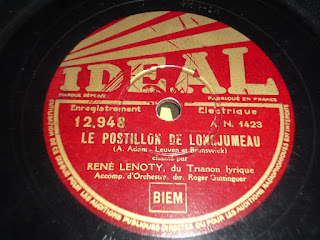 IDEAL
MARQUE DÉPOSÉE
FABRIQUÉ EN FRANCE
Enregistrement Electrique
12,948 A. N. 1423
LE POSTILLON DE LONGJUMEAU
(A. Adam - Leuven et Brunswick)
chanté par
RENÉ LENOTY, du Trianon lyrique
Accomp. d'Orchestre, dir. Roger Guttinguer
BIEM